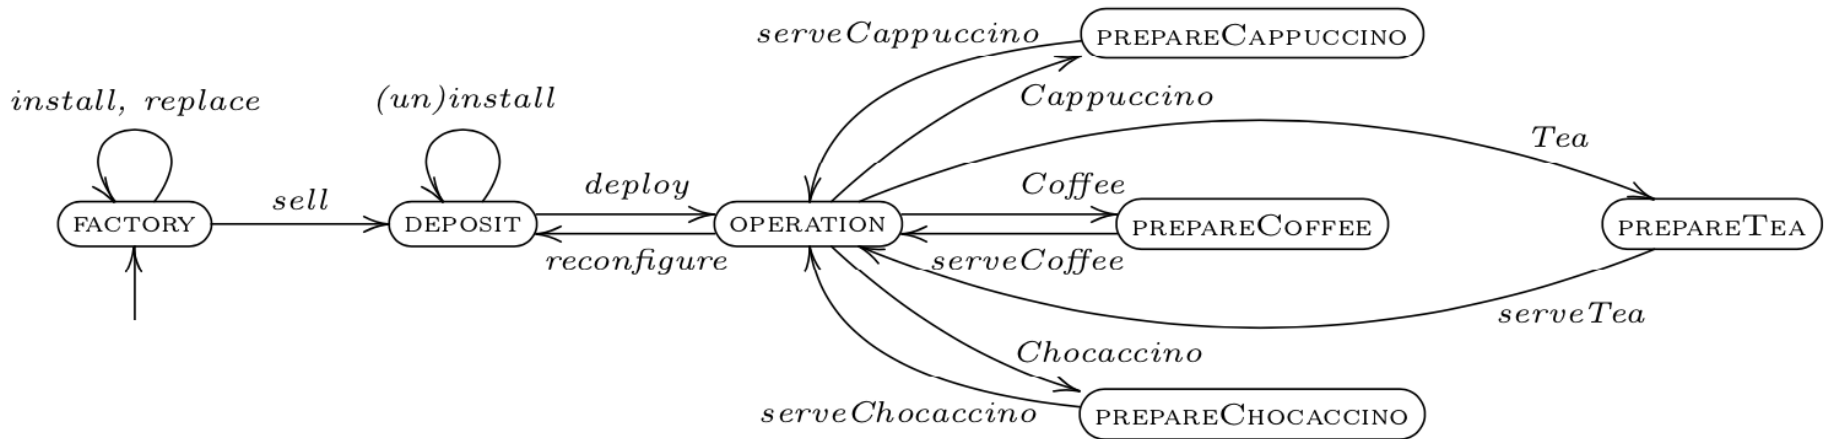 serveCappuccino
PREPARECAPPUCCINO
install, replace
(un)install
Cappuccino
Tea
sell
deploy
Coffee
FACTORY
DEPOSIT
OPERATION
PREPARECOFFEE
PREPARETEA
reconfigure
serveCoffee
serveTea
Chocaccino
serveChocaccino
PREPARECHOCACCINO